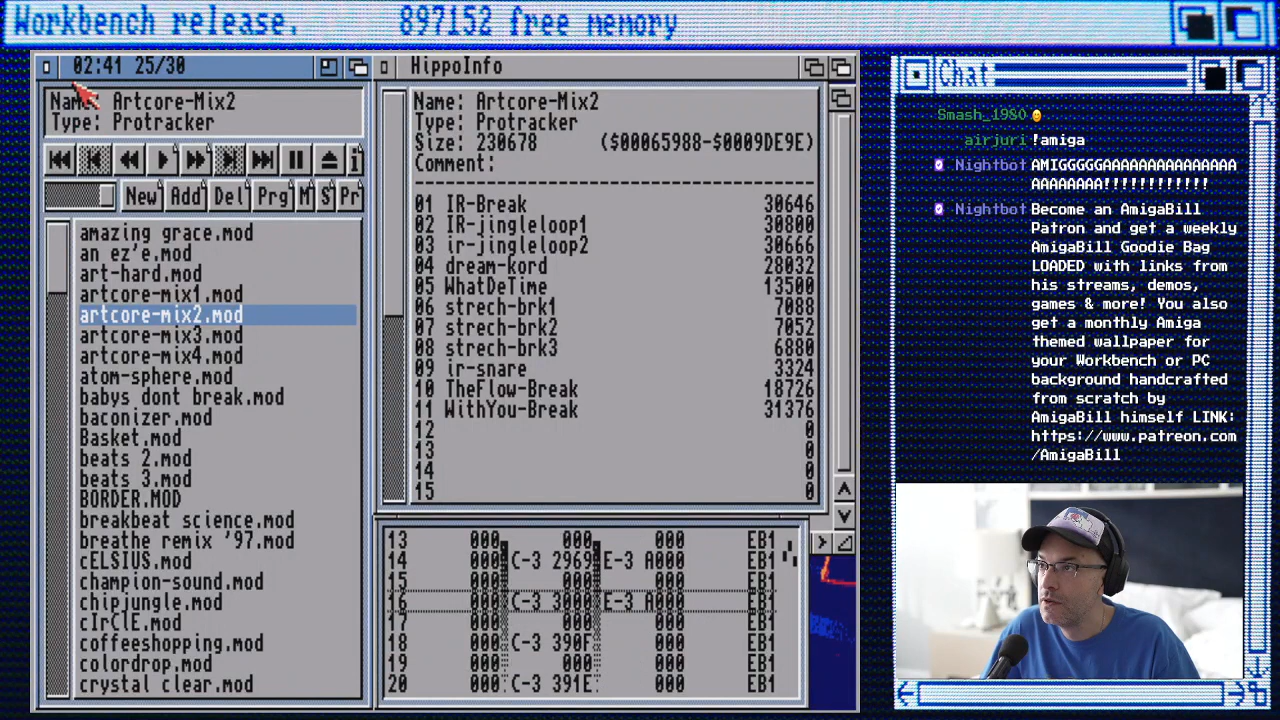 Workbench release. 897152 free memory
02:41 25/30
Name: Artcore-Mix2
Type: Protracker
New Add Del Prg M S Pr
amazing grace.mod
an ez'e.mod
art-hard.mod
artcore-mix1.mod
artcore-mix2.mod
artcore-mix3.mod
artcore-mix4.mod
atom-sphere.mod
babys dont break.mod
baconizer.mod
Basket.mod
beats 2.mod
beats 3.mod
BORDER.MOD
breakbeat science.mod
breathe remix '97.mod
cELSIUS.mod
champion-sound.mod
chipjungle.mod
cIrClE.mod
coffeeshopping.mod
colordrop.mod
crystal clear.mod
HippoInfo
Name: Artcore-Mix2
Type: Protracker
Size: 230678 ($00065988-$0009DE9E)
Comment:
01 IR-Break 30646
02 IR-jingleloop1 30800
03 ir-jingleloop2 30666
04 dream-kord 28032
05 WhatDeTime 13500
06 strech-brk1 7088
07 strech-brk2 7052
08 strech-brk3 6880
09 ir-snare 3324
10 TheFlow-Break 18726
11 WithYou-Break 31376
12 0
13 0
14 0
15 0
13 000 000 000 EB1
14 000 C-3 2969 E-3 A000 EB1
15 000 000 000 EB1
16 000 C-3 3000 E-3 A000 EB1
17 000 000 000 EB1
18 000 C-3 390F 000 EB1
19 000 000 000 EB1
20 000 C-3 000 EB1
Chat
Smash_1980
airjuri !amiga
Nightbot AMIGGGGGAAAAAAAAAAAAAAAA
AAAAAAAA!!!!!!!!!!!!
Nightbot Become an AmigaBill
Patron and get a weekly
AmigaBill Goodie Bag
LOADED with links from
his streams, demos,
games & more! You also
get a monthly Amiga
themed wallpaper for
your Workbench or PC
background handcrafted
from scratch by
AmigaBill himself LINK:
https://www.patreon.com
/AmigaBill